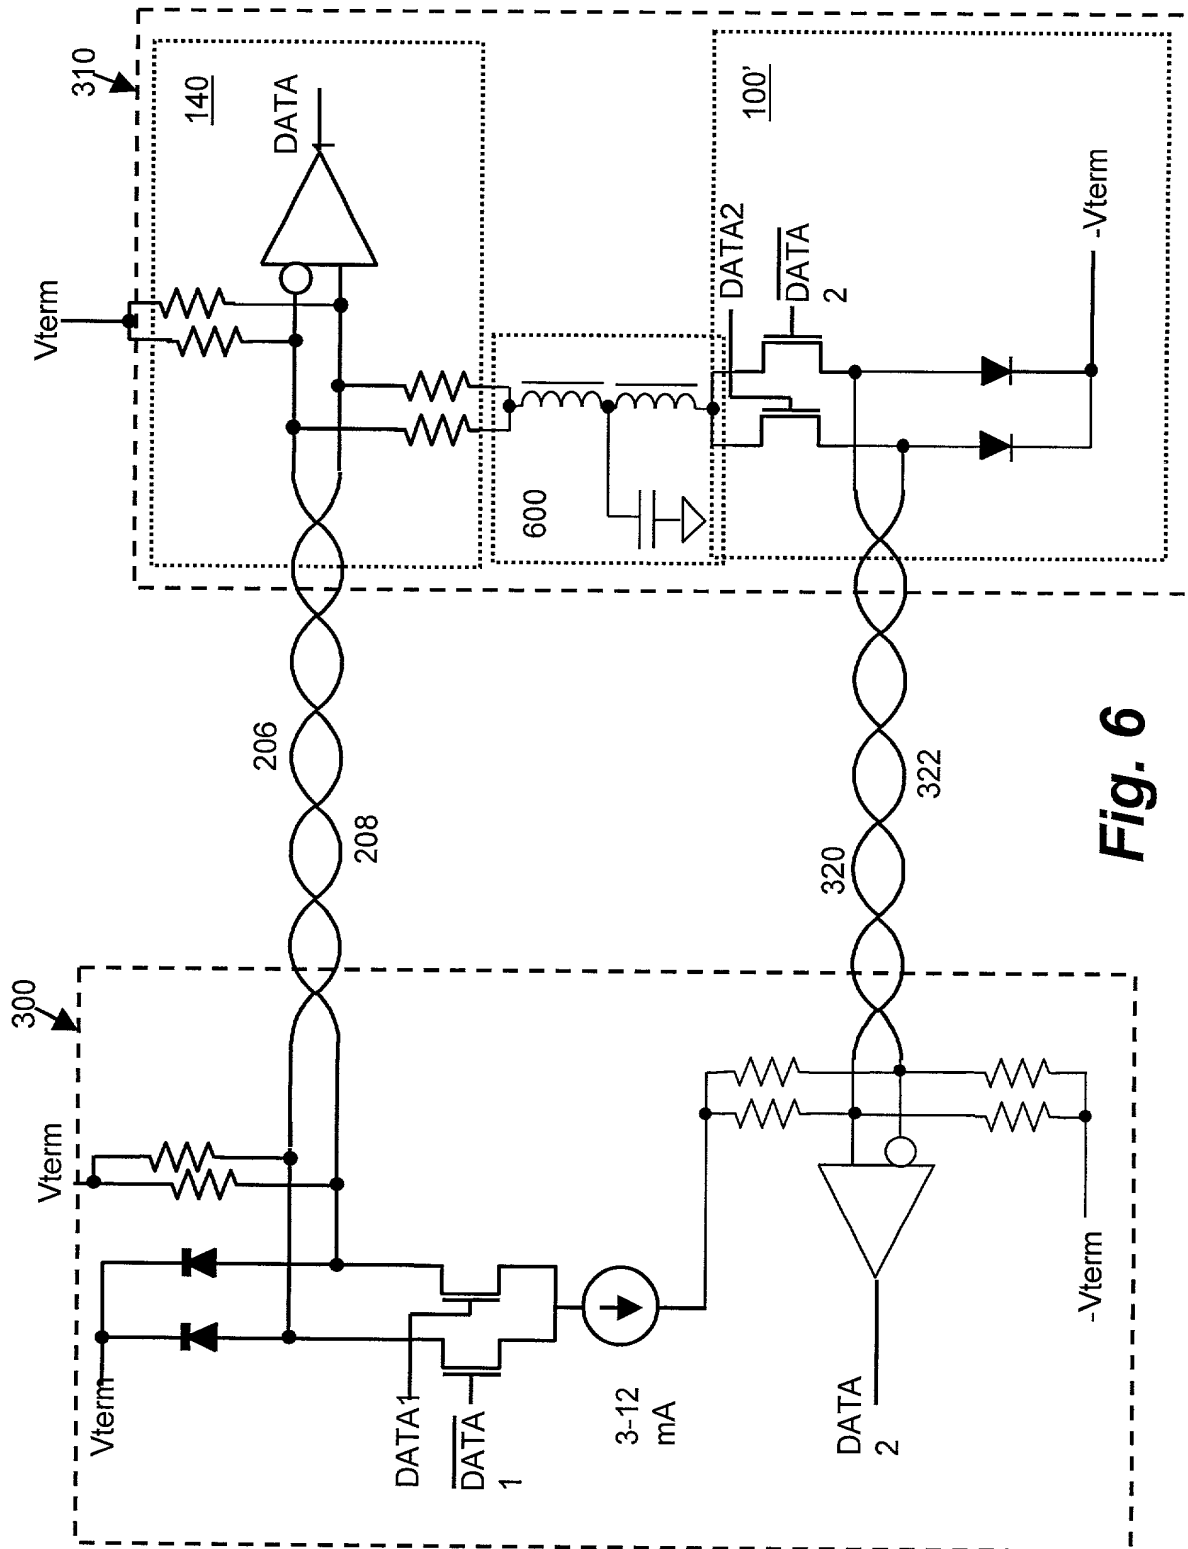 300
Vterm
Vterm
310
Vterm
140
206
DATA
1
208
DATA1
DATA
1
600
3-12
mA
DATA2
100'
DATA
2
320
DATA
2
322
-Vterm
-Vterm
Fig. 6